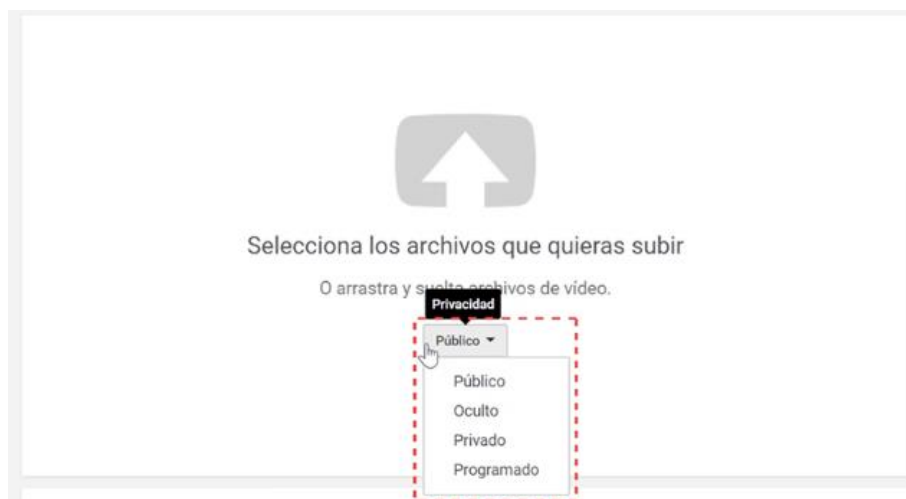 Selecciona los archivos que quieras subir
O arrastra y suelta archivos de vídeo.
Privacidad
Público
Público
Oculto
Privado
Programado